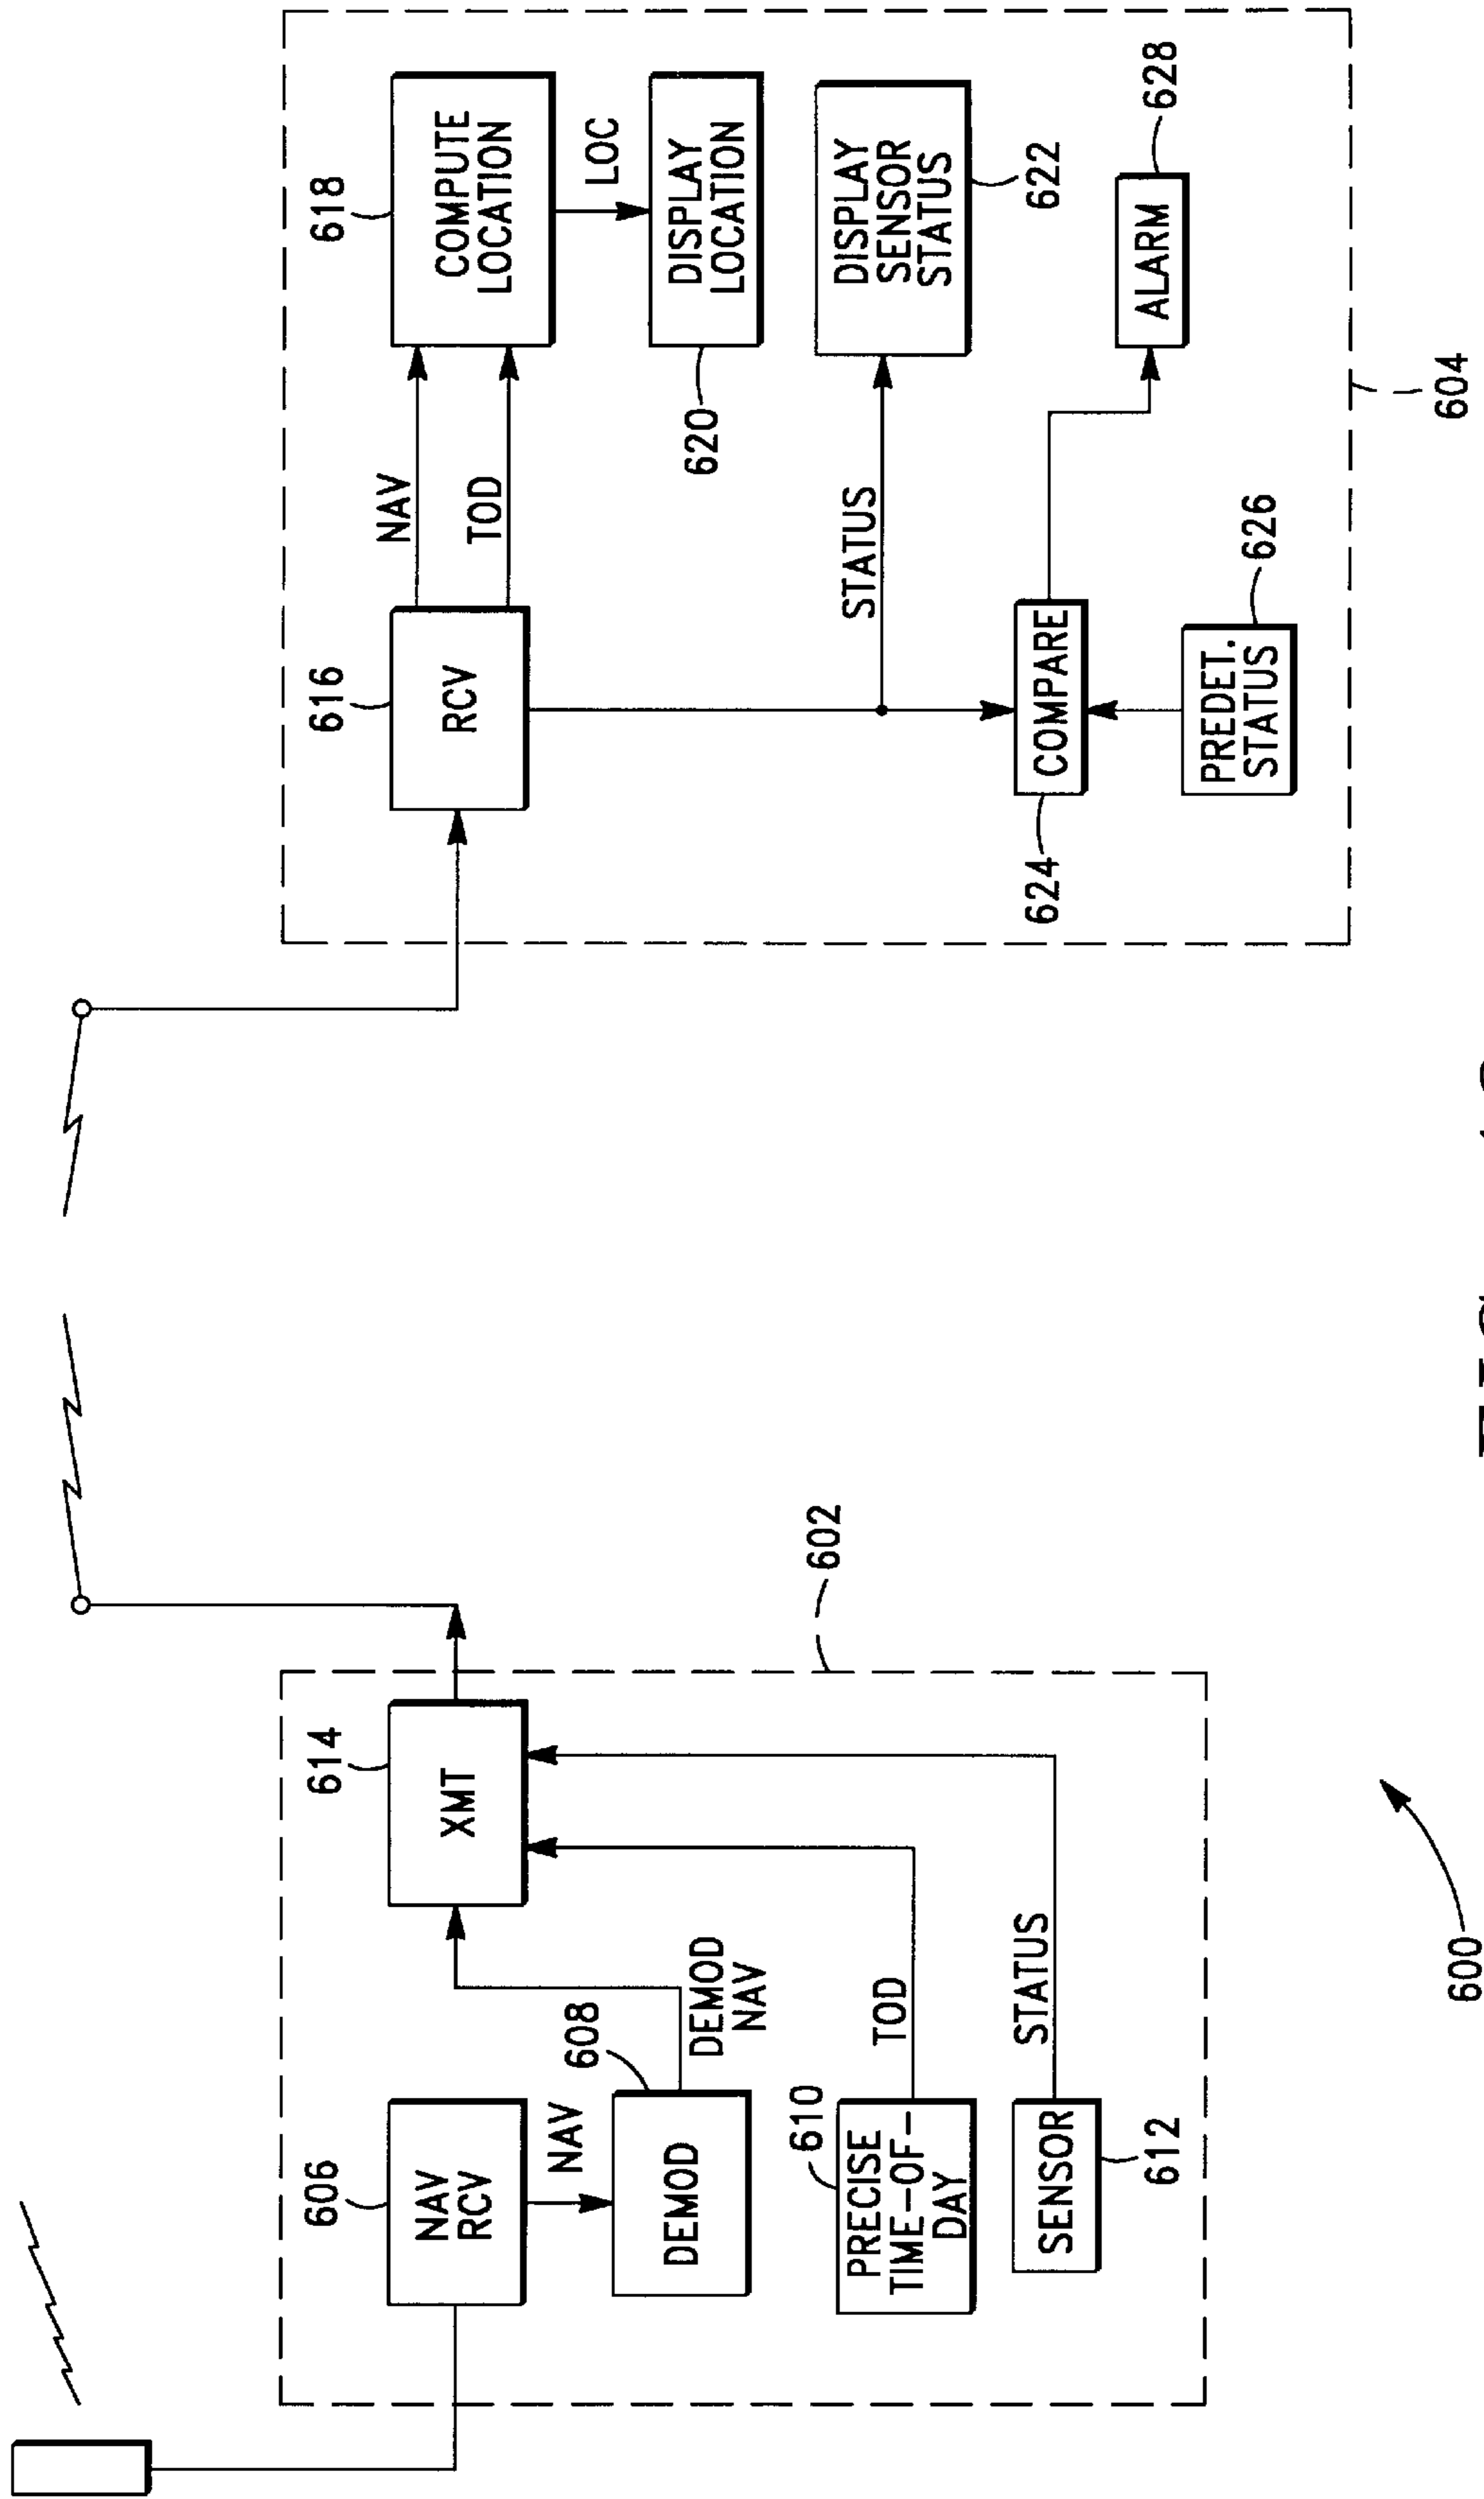 606
NAV
RCV
NAV
608
DEMOD
DEMOD
NAV
610
PRECISE
TIME-OF-
DAY
TOD
SENSOR
612
STATUS
614
XMT
602
600
616
RCV
NAV
TOD
618
COMPUTE
LOCATION
LOC
620
DISPLAY
LOCATION
STATUS
DISPLAY
SENSOR
STATUS
622
624
COMPARE
PREDET.
STATUS
626
ALARM
628
604